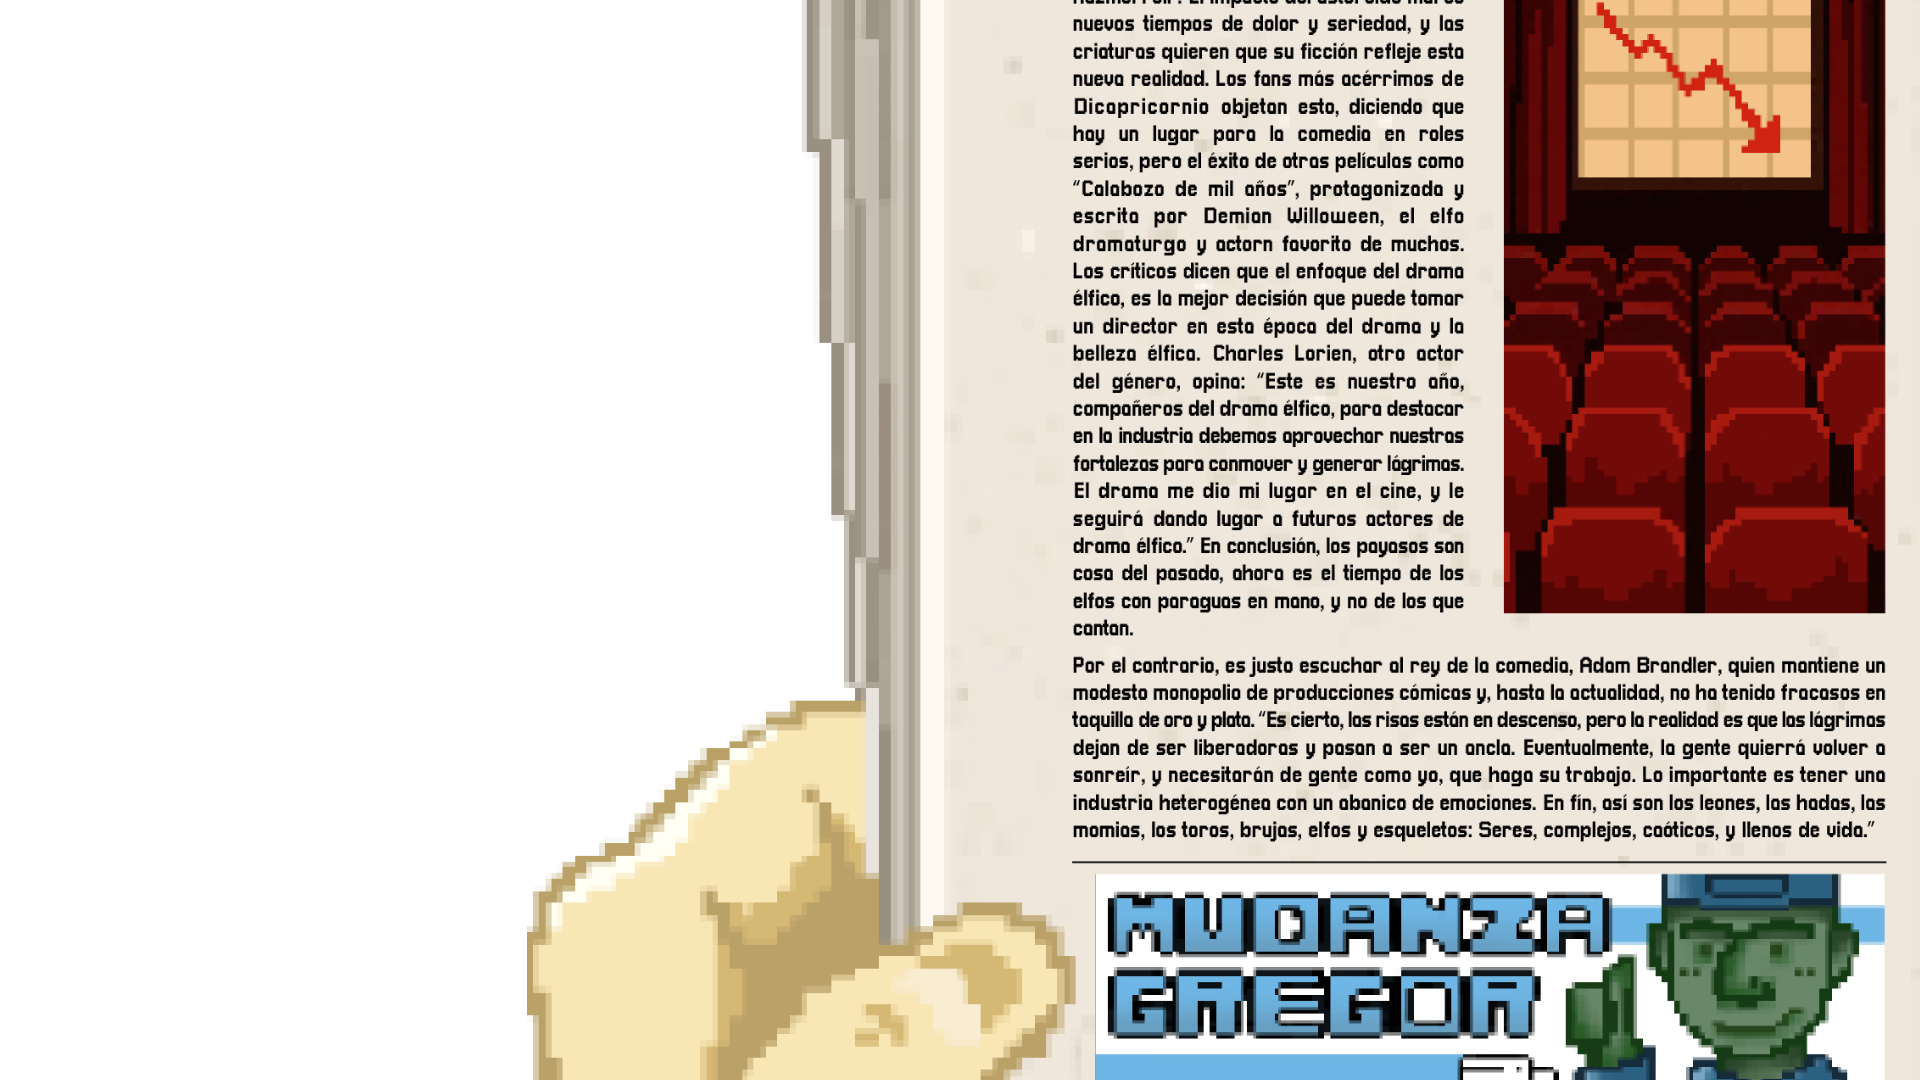 nuevos tiempos de dolor y seriedad, y las
criaturas quieren que su ficción refleje esta
nueva realidad. Los fans más acérrimos de
Dicapricornio objetan esto, diciendo que
hay un lugar para la comedia en roles
serios, pero el éxito de otras películas como
“Calabozo de mil años”, protagonizada y
escrita por Demian Willoween, el elfo
dramaturgo y actorn favorito de muchos.
Los críticos dicen que el enfoque del drama
élfico, es la mejor decisión que puede tomar
un director en esta época del drama y la
belleza élfica. Charles Lorien, otro actor
del género, opina: “Este es nuestro año,
compañeros del drama élfico, para destacar
en la industria debemos aprovechar nuestras
fortalezas para conmover y generar lágrimas.
El drama me dio mi lugar en el cine, y le
seguirá dando lugar a futuros actores de
drama élfico.” En conclusión, los payasos son
cosa del pasado, ahora es el tiempo de los
elfos con paraguas en mano, y no de los que
cantan.
Por el contrario, es justo escuchar al rey de la comedia, Adam Brandler, quien mantiene un
modesto monopolio de producciones cómicas y, hasta la actualidad, no ha tenido fracasos en
taquilla de oro y plata. “Es cierto, las risas están en descenso, pero la realidad es que las lágrimas
dejan de ser liberadoras y pasan a ser un ancla. Eventualmente, la gente quierrá volver a
sonreír, y necesitarán de gente como yo, que haga su trabajo. Lo importante es tener una
industria heterogénea con un abanico de emociones. En fín, así son los leones, las hadas, las
momias, los toros, brujas, elfos y esqueletos: Seres, complejos, caóticos, y llenos de vida.”
MUDANZA
GREGOR